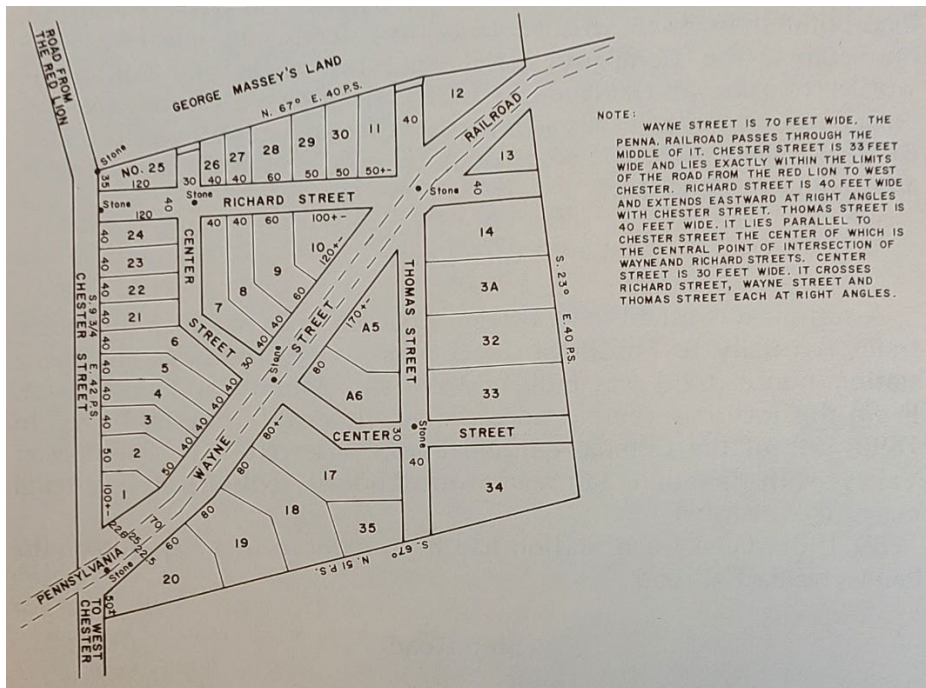 ROAD FROM
THE RED LION
GEORGE MASSEY'S LAND
N. 67° E. 40 P.S.
12
RAILROAD
NOTE:
WAYNE STREET IS 70 FEET WIDE. THE
PENNA. RAILROAD PASSES THROUGH THE
MIDDLE OF IT. CHESTER STREET IS 33 FEET
WIDE AND LIES EXACTLY WITHIN THE LIMITS
OF THE ROAD FROM THE RED LION TO WEST
CHESTER. RICHARD STREET IS 40 FEET WIDE
AND EXTENDS EASTWARD AT RIGHT ANGLES
WITH CHESTER STREET. THOMAS STREET IS
40 FEET WIDE. IT LIES PARALLEL TO
CHESTER STREET THE CENTER OF WHICH IS
THE CENTRAL POINT OF INTERSECTION OF
WAYNE AND RICHARD STREETS. CENTER
STREET IS 30 FEET WIDE. IT CROSSES
RICHARD STREET, WAYNE STREET AND
THOMAS STREET EACH AT RIGHT ANGLES.
Stone
35
NO. 25
120
26
27
28
29
30
11
40
13
30
40
40
60
50
50
50+-
Stone
40
Stone
120
40
Stone
RICHARD STREET
40
40
60
100+-
24
23
22
21
40
40
40
40
CENTER
STREET
7
8
9
10
120+-
60
40
40
30
14
3A
32
33
S. 23° E. 40 P.S.
THOMAS STREET
170+-
A5
80
A6
CHESTER STREET
S. 9 3/4 E. 42 P.S.
6
5
4
3
2
1
40
40
40
40
50
100+-
Stone
40
40
40
40
50
WAYNE
STREET
80+-
80
80
60
CENTER
30
Stone
STREET
40
17
18
19
20
35
34
226
25
70
22.5
PENNSYLVANIA
Stone
50±
TO WEST
CHESTER
N. 51 P.S.
S. 67°